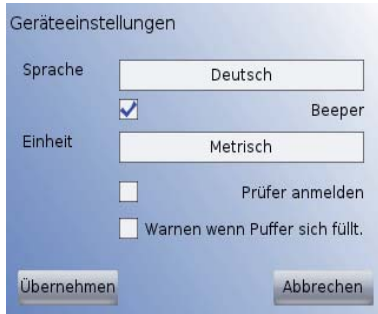 Geräteeinstellungen
Sprache Deutsch
Beeper
Einheit Metrisch
Prüfer anmelden
Warnen wenn Puffer sich füllt.
Übernehmen Abbrechen